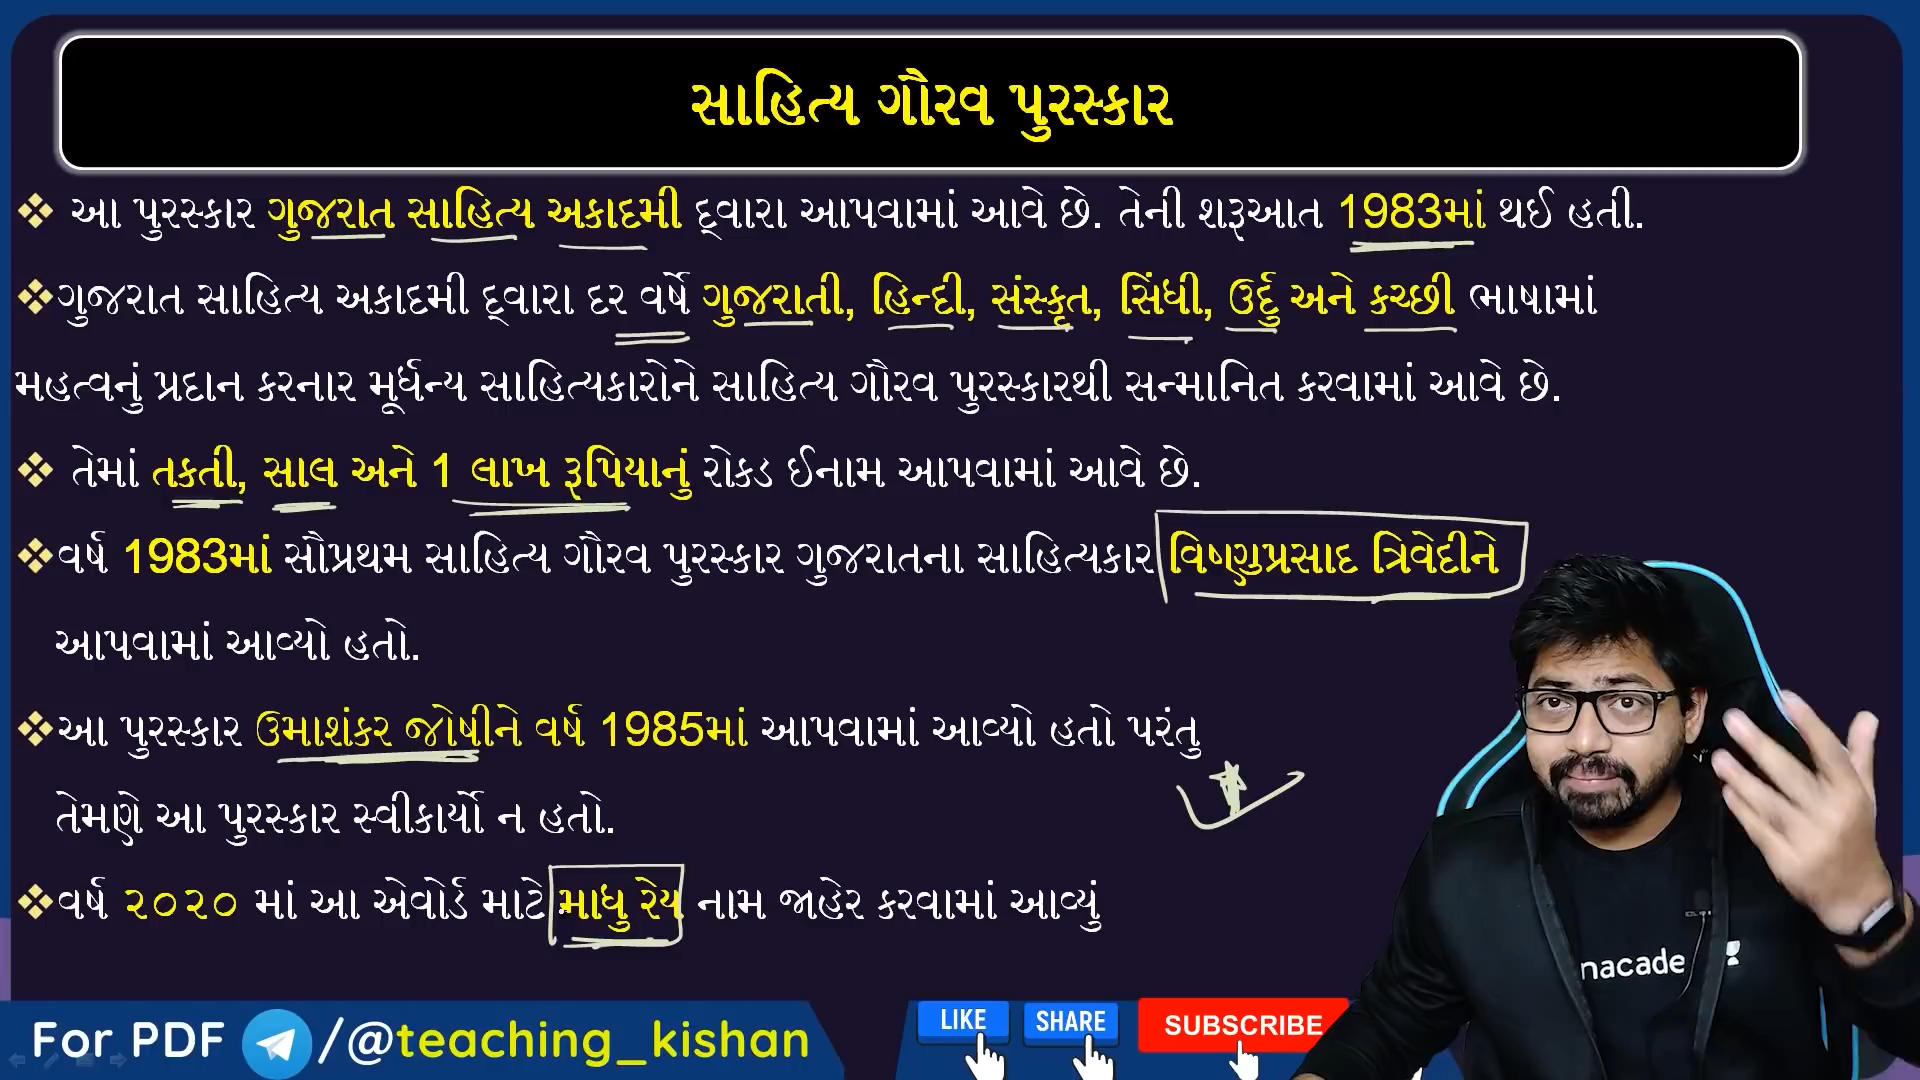 સાહિત્ય ગૌરવ પુરસ્કાર
❖ આ પુરસ્કાર ગુજરાત સાહિત્ય અકાદમી દ્વારા આપવામાં આવે છે. તેની શરૂઆત 1983માં થઈ હતી.
❖ગુજરાત સાહિત્ય અકાદમી દ્વારા દર વર્ષે ગુજરાતી, હિન્દી, સંસ્કૃત, સિંધી, ઉર્દુ અને કચ્છી ભાષામાં
મહત્વનું પ્રદાન કરનાર મૂર્ધન્ય સાહિત્યકારોને સાહિત્ય ગૌરવ પુરસ્કારથી સન્માનિત કરવામાં આવે છે.
❖ તેમાં તકતી, સાલ અને 1 લાખ રૂપિયાનું રોકડ ઈનામ આપવામાં આવે છે.
❖વર્ષ 1983માં સૌપ્રથમ સાહિત્ય ગૌરવ પુરસ્કાર ગુજરાતના સાહિત્યકાર વિષ્ણુપ્રસાદ ત્રિવેદીને
આપવામાં આવ્યો હતો.
❖આ પુરસ્કાર ઉમાશંકર જોષીને વર્ષ 1985માં આપવામાં આવ્યો હતો પરંતુ
તેમણે આ પુરસ્કાર સ્વીકાર્યો ન હતો.
❖વર્ષ ૨૦૨૦ માં આ એવોર્ડ માટે માધુ રેય નામ જાહેર કરવામાં આવ્યું
nacade
For PDF /@teaching_kishan
LIKE SHARE SUBSCRIBE